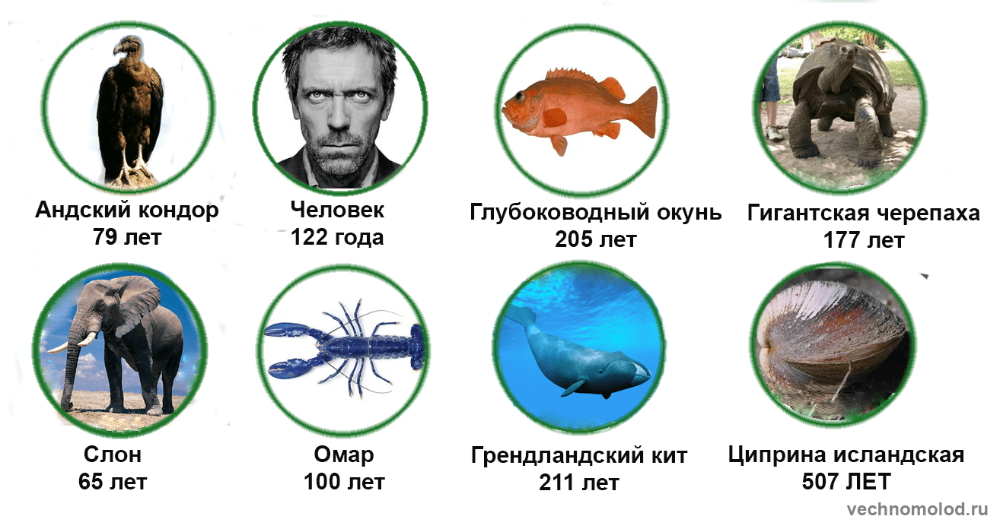 Андский кондор
79 лет
Человек
122 года
Глубоководный окунь
205 лет
Гигантская черепаха
177 лет
Слон
65 лет
Омар
100 лет
Грендландский кит
211 лет
Циприна исландская
507 ЛЕТ
vechnomolod.ru